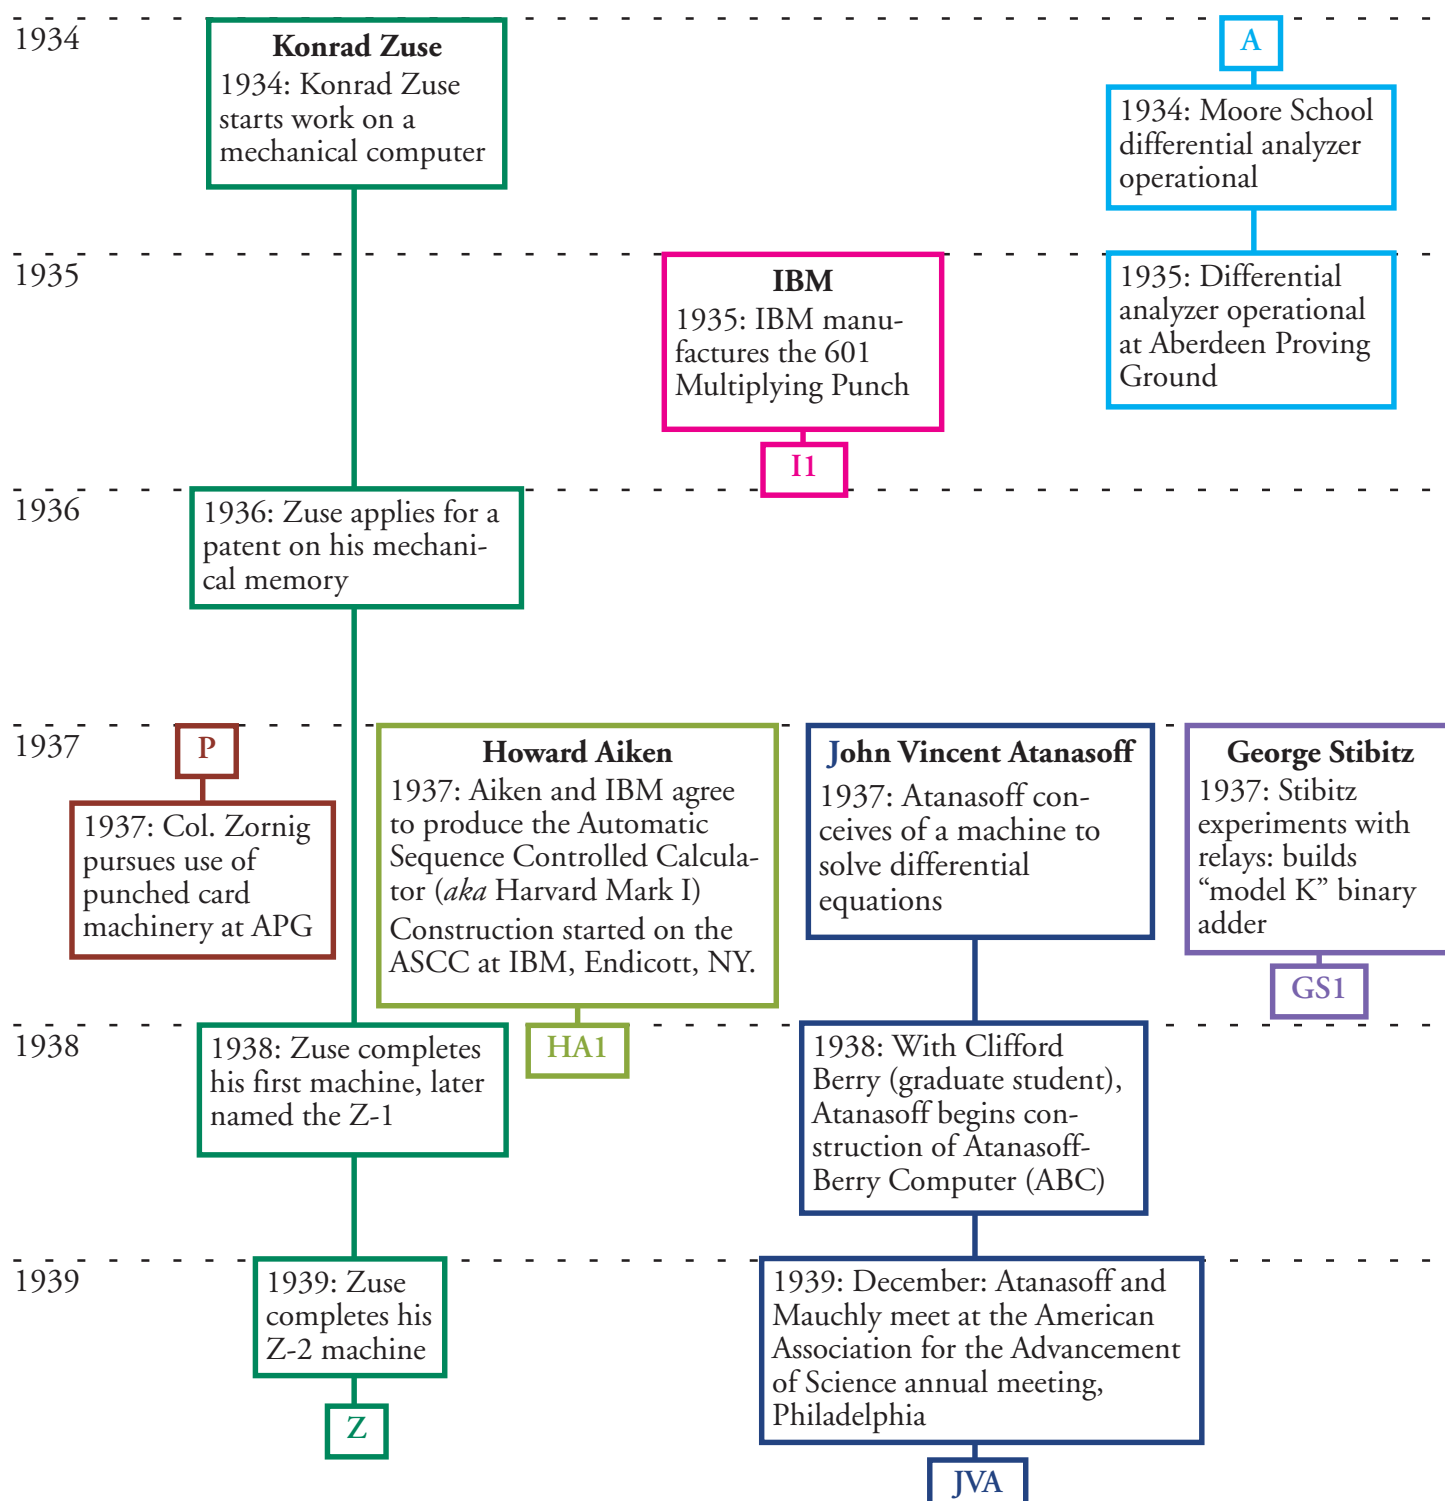 1934
Konrad Zuse
1934: Konrad Zuse
starts work on a
mechanical computer
A
1934: Moore School
differential analyzer
operational
1935
IBM
1935: IBM manu-
factures the 601
Multiplying Punch
I1
1935: Differential
analyzer operational
at Aberdeen Proving
Ground
1936
1936: Zuse applies for a
patent on his mechani-
cal memory
1937
P
1937: Col. Zornig
pursues use of
punched card
machinery at APG
Howard Aiken
1937: Aiken and IBM agree
to produce the Automatic
Sequence Controlled Calcula-
tor (aka Harvard Mark I)
Construction started on the
ASCC at IBM, Endicott, NY.
HA1
John Vincent Atanasoff
1937: Atanasoff con-
ceives of a machine to
solve differential
equations
George Stibitz
1937: Stibitz
experiments with
relays: builds
“model K” binary
adder
GS1
1938
1938: Zuse completes
his first machine, later
named the Z-1
1938: With Clifford
Berry (graduate student),
Atanasoff begins con-
struction of Atanasoff-
Berry Computer (ABC)
1939
1939: Zuse
completes his
Z-2 machine
Z
1939: December: Atanasoff and
Mauchly meet at the American
Association for the Advancement
of Science annual meeting,
Philadelphia
JVA